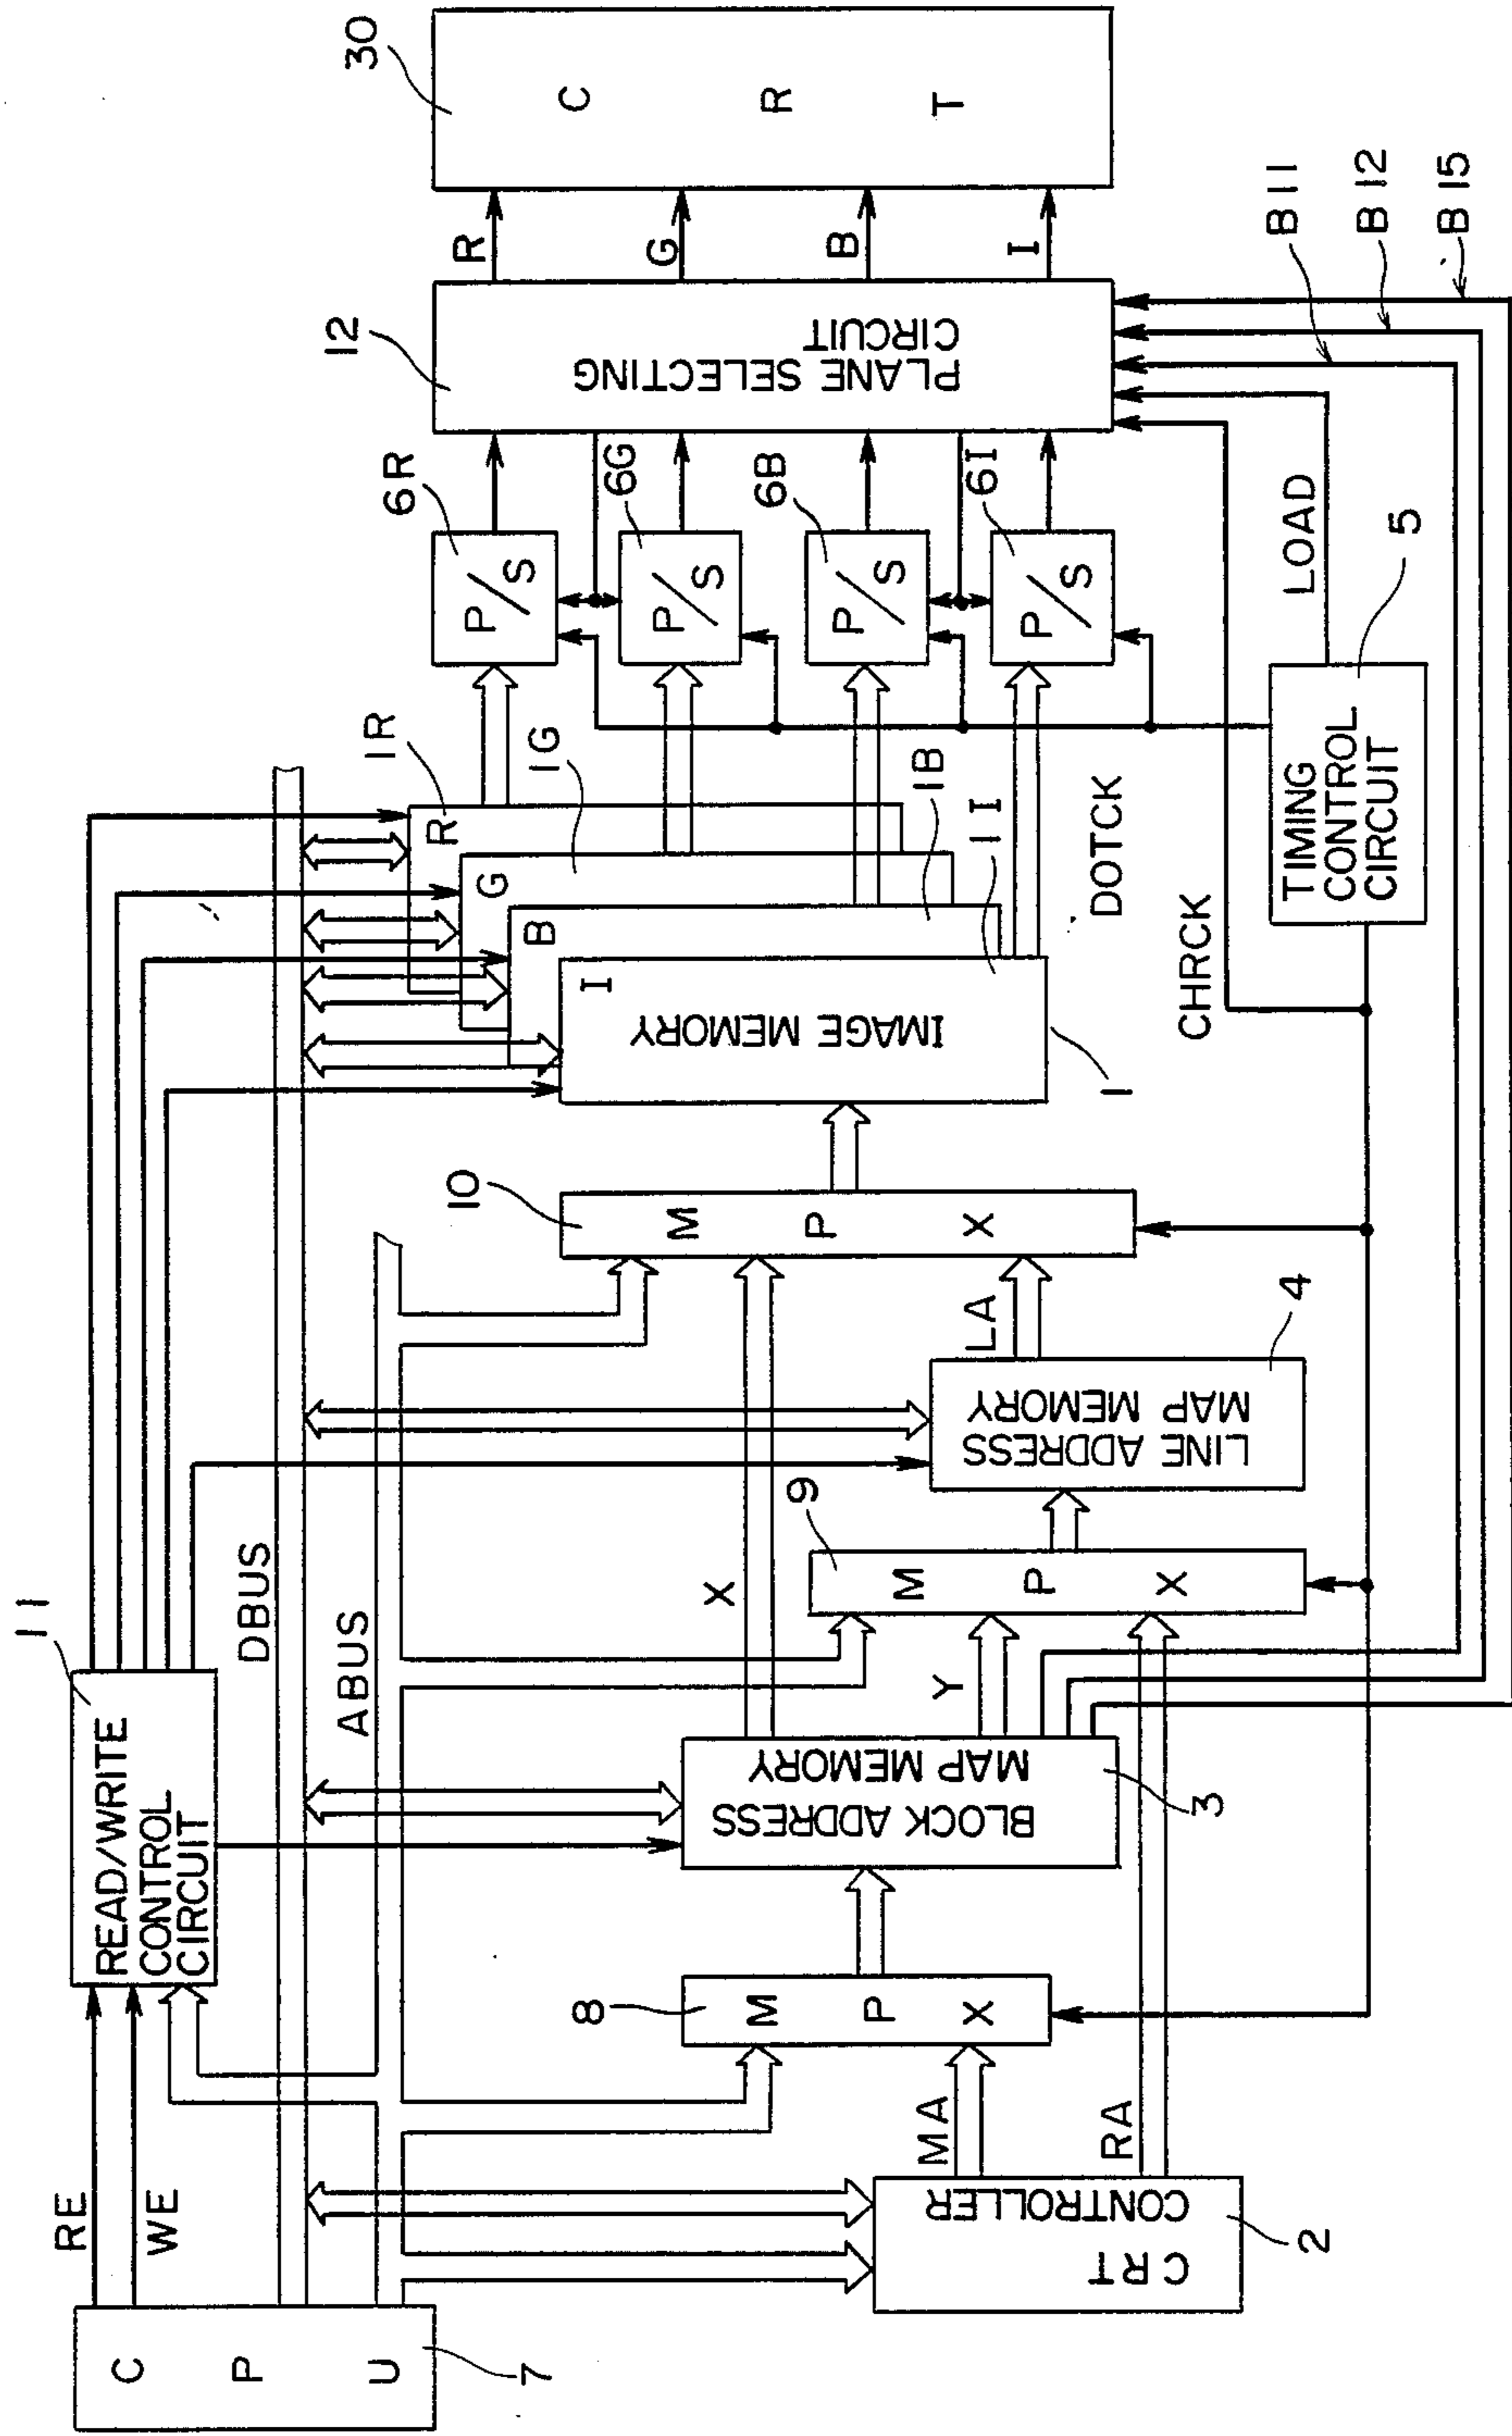 CPU
7
RE
WE
READ/WRITE
CONTROL
CIRCUIT
11
DBUS
ABUS
CRT
CONTROLLER
2
MA
RA
MPX
8
BLOCK ADDRESS
MAP MEMORY
3
X
Y
MPX
9
LINE ADDRESS
MAP MEMORY
4
LA
MPX
10
R
1R
G
1G
B
1B
I
1I
IMAGE MEMORY
1
P/S
6R
P/S
6G
P/S
6B
P/S
6I
DOTCK
CHRCK
LOAD
TIMING
CONTROL
CIRCUIT
5
PLANE SELECTING
CIRCUIT
12
R
G
B
I
CRT
30
B11
B12
B15